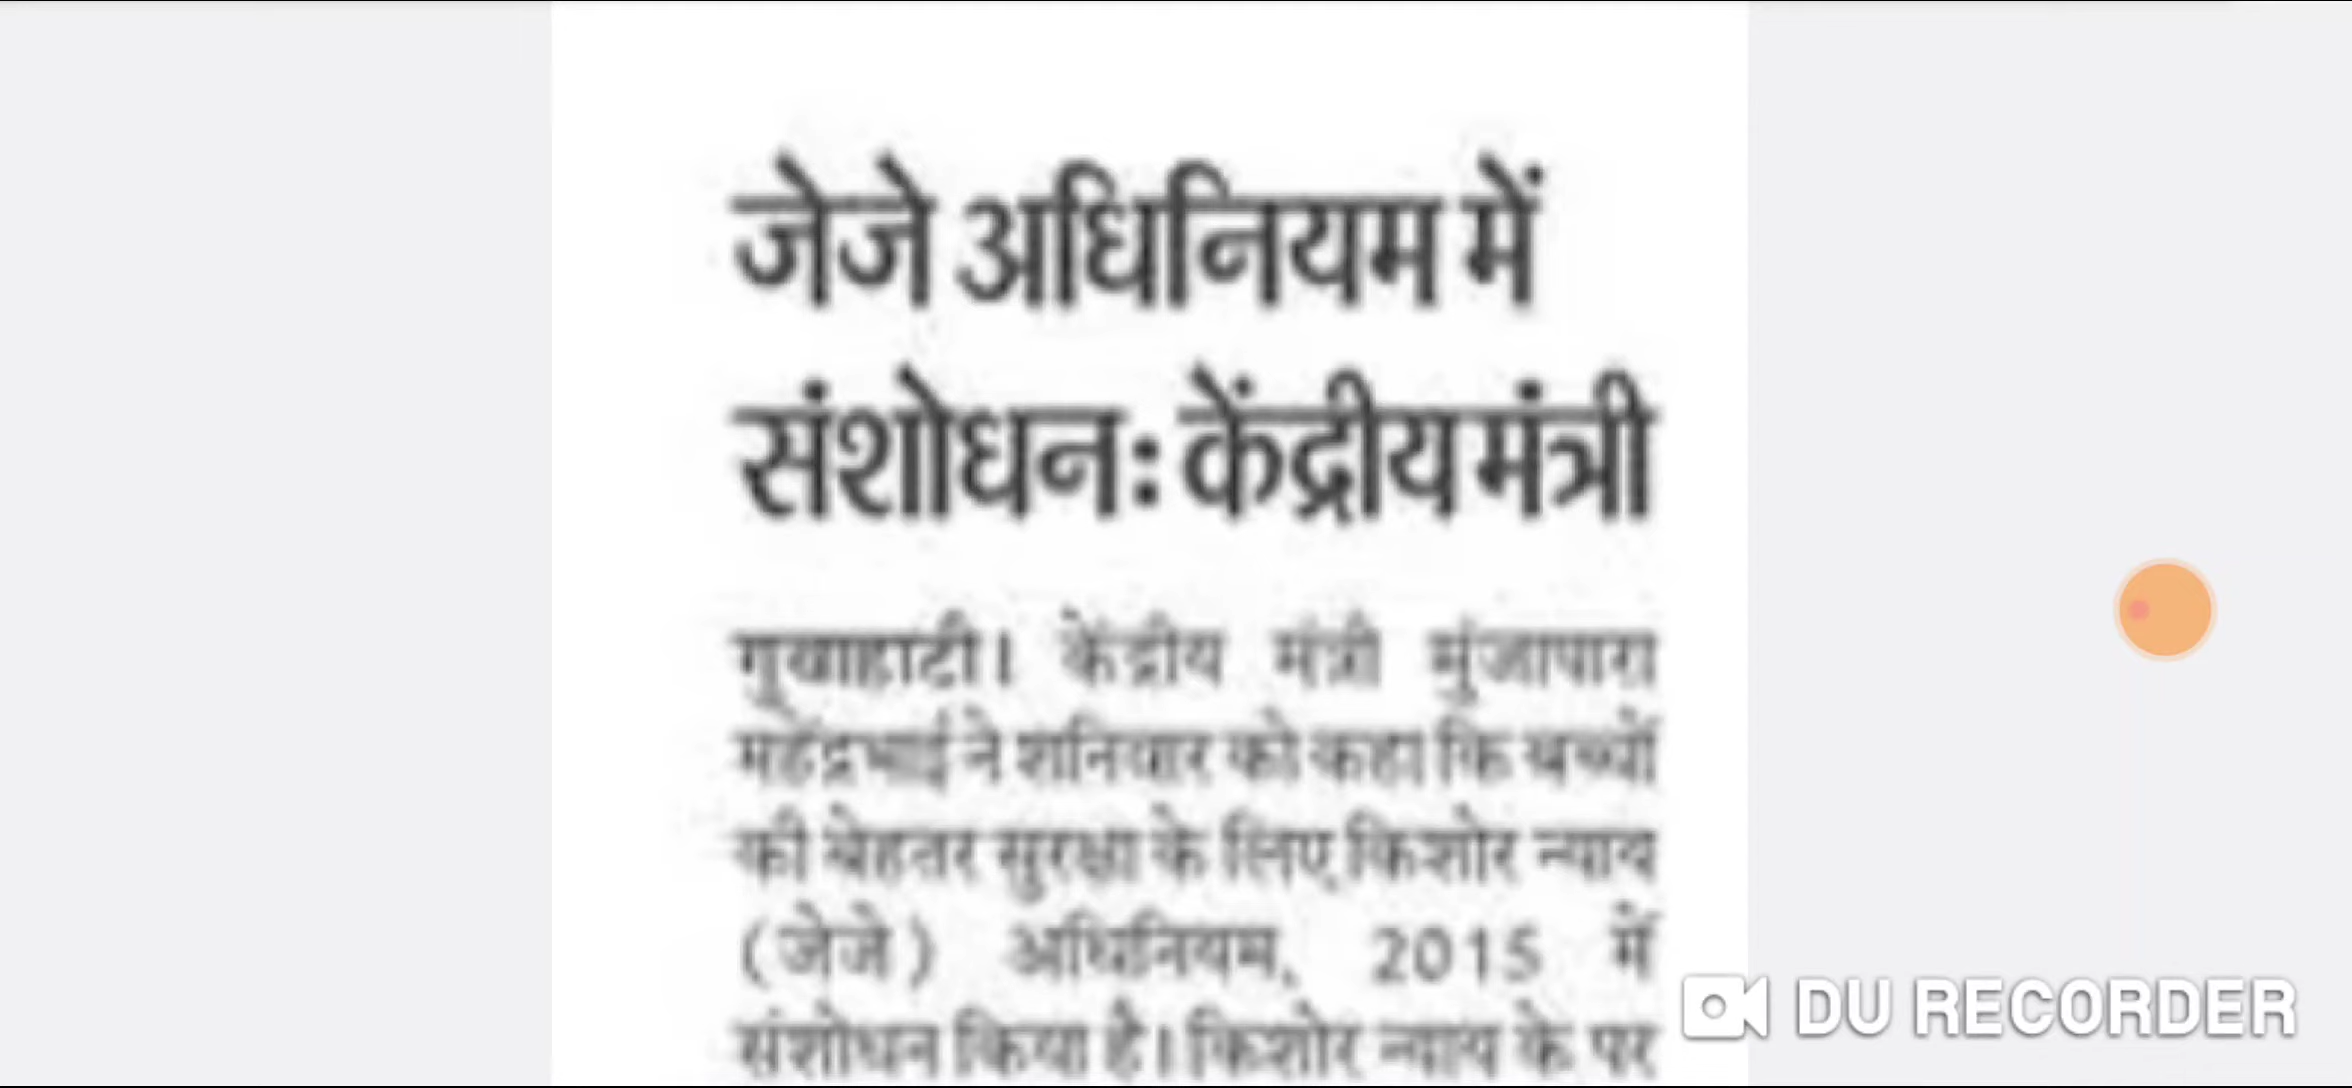 जेजे अधिनियम में
संशोधन: केंद्रीय मंत्री
गुवाहाटी। केंद्रीय मंत्री मुंजापारा
महेंद्रभाई ने शनिवार को कहा कि बच्चों
की बेहतर सुरक्षा के लिए किशोर न्याय
(जेजे) अधिनियम, 2015 में
संशोधन किया है। किशोर न्याय के पर
DU RECORDER